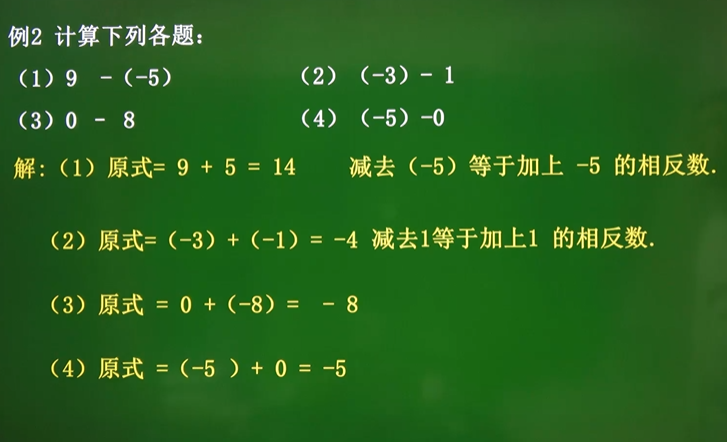 例2 计算下列各题：
（1）9 -（-5） （2）（-3）- 1
（3）0 - 8 （4）（-5）-0
解：（1）原式= 9 + 5 = 14 减去（-5）等于加上 -5 的相反数.
（2）原式=（-3）+（-1）= -4 减去1等于加上1 的相反数.
（3）原式 = 0 +（-8）= - 8
（4）原式 =（-5 ）+ 0 = -5